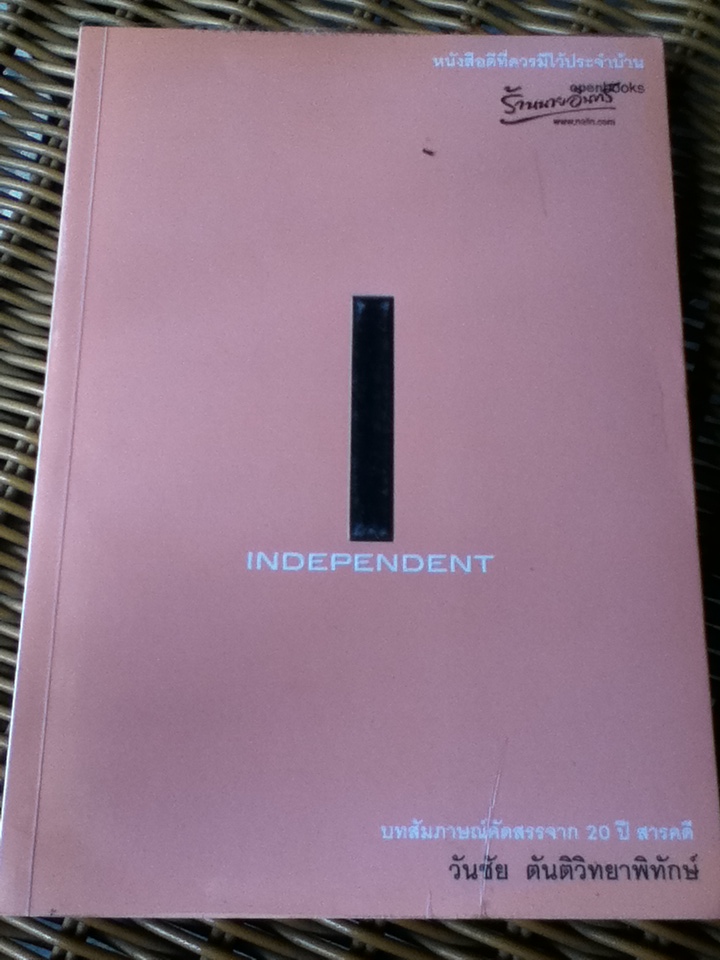 หนังสือดีที่ควรมีไว้ประจำบ้าน
openbooks
ร้านนายอินทร์
www.naiin.com
I
INDEPENDENT
บทสัมภาษณ์คัดสรรจาก 20 ปี สารคดี
วันชัย ตันติวิทยาพิทักษ์